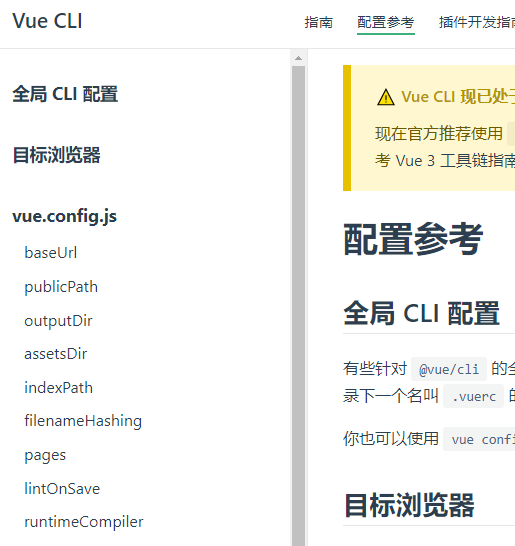 Vue CLI
指南 配置参考 插件开发指
全局 CLI 配置
目标浏览器
vue.config.js
baseUrl
publicPath
outputDir
assetsDir
indexPath
filenameHashing
pages
lintOnSave
runtimeCompiler
Vue CLI 现已处
现在官方推荐使用
考 Vue 3 工具链指南
配置参考
全局 CLI 配置
有些针对 @vue/cli 的
录下一个名叫 .vuerc 的
你也可以使用 vue confi
目标浏览器